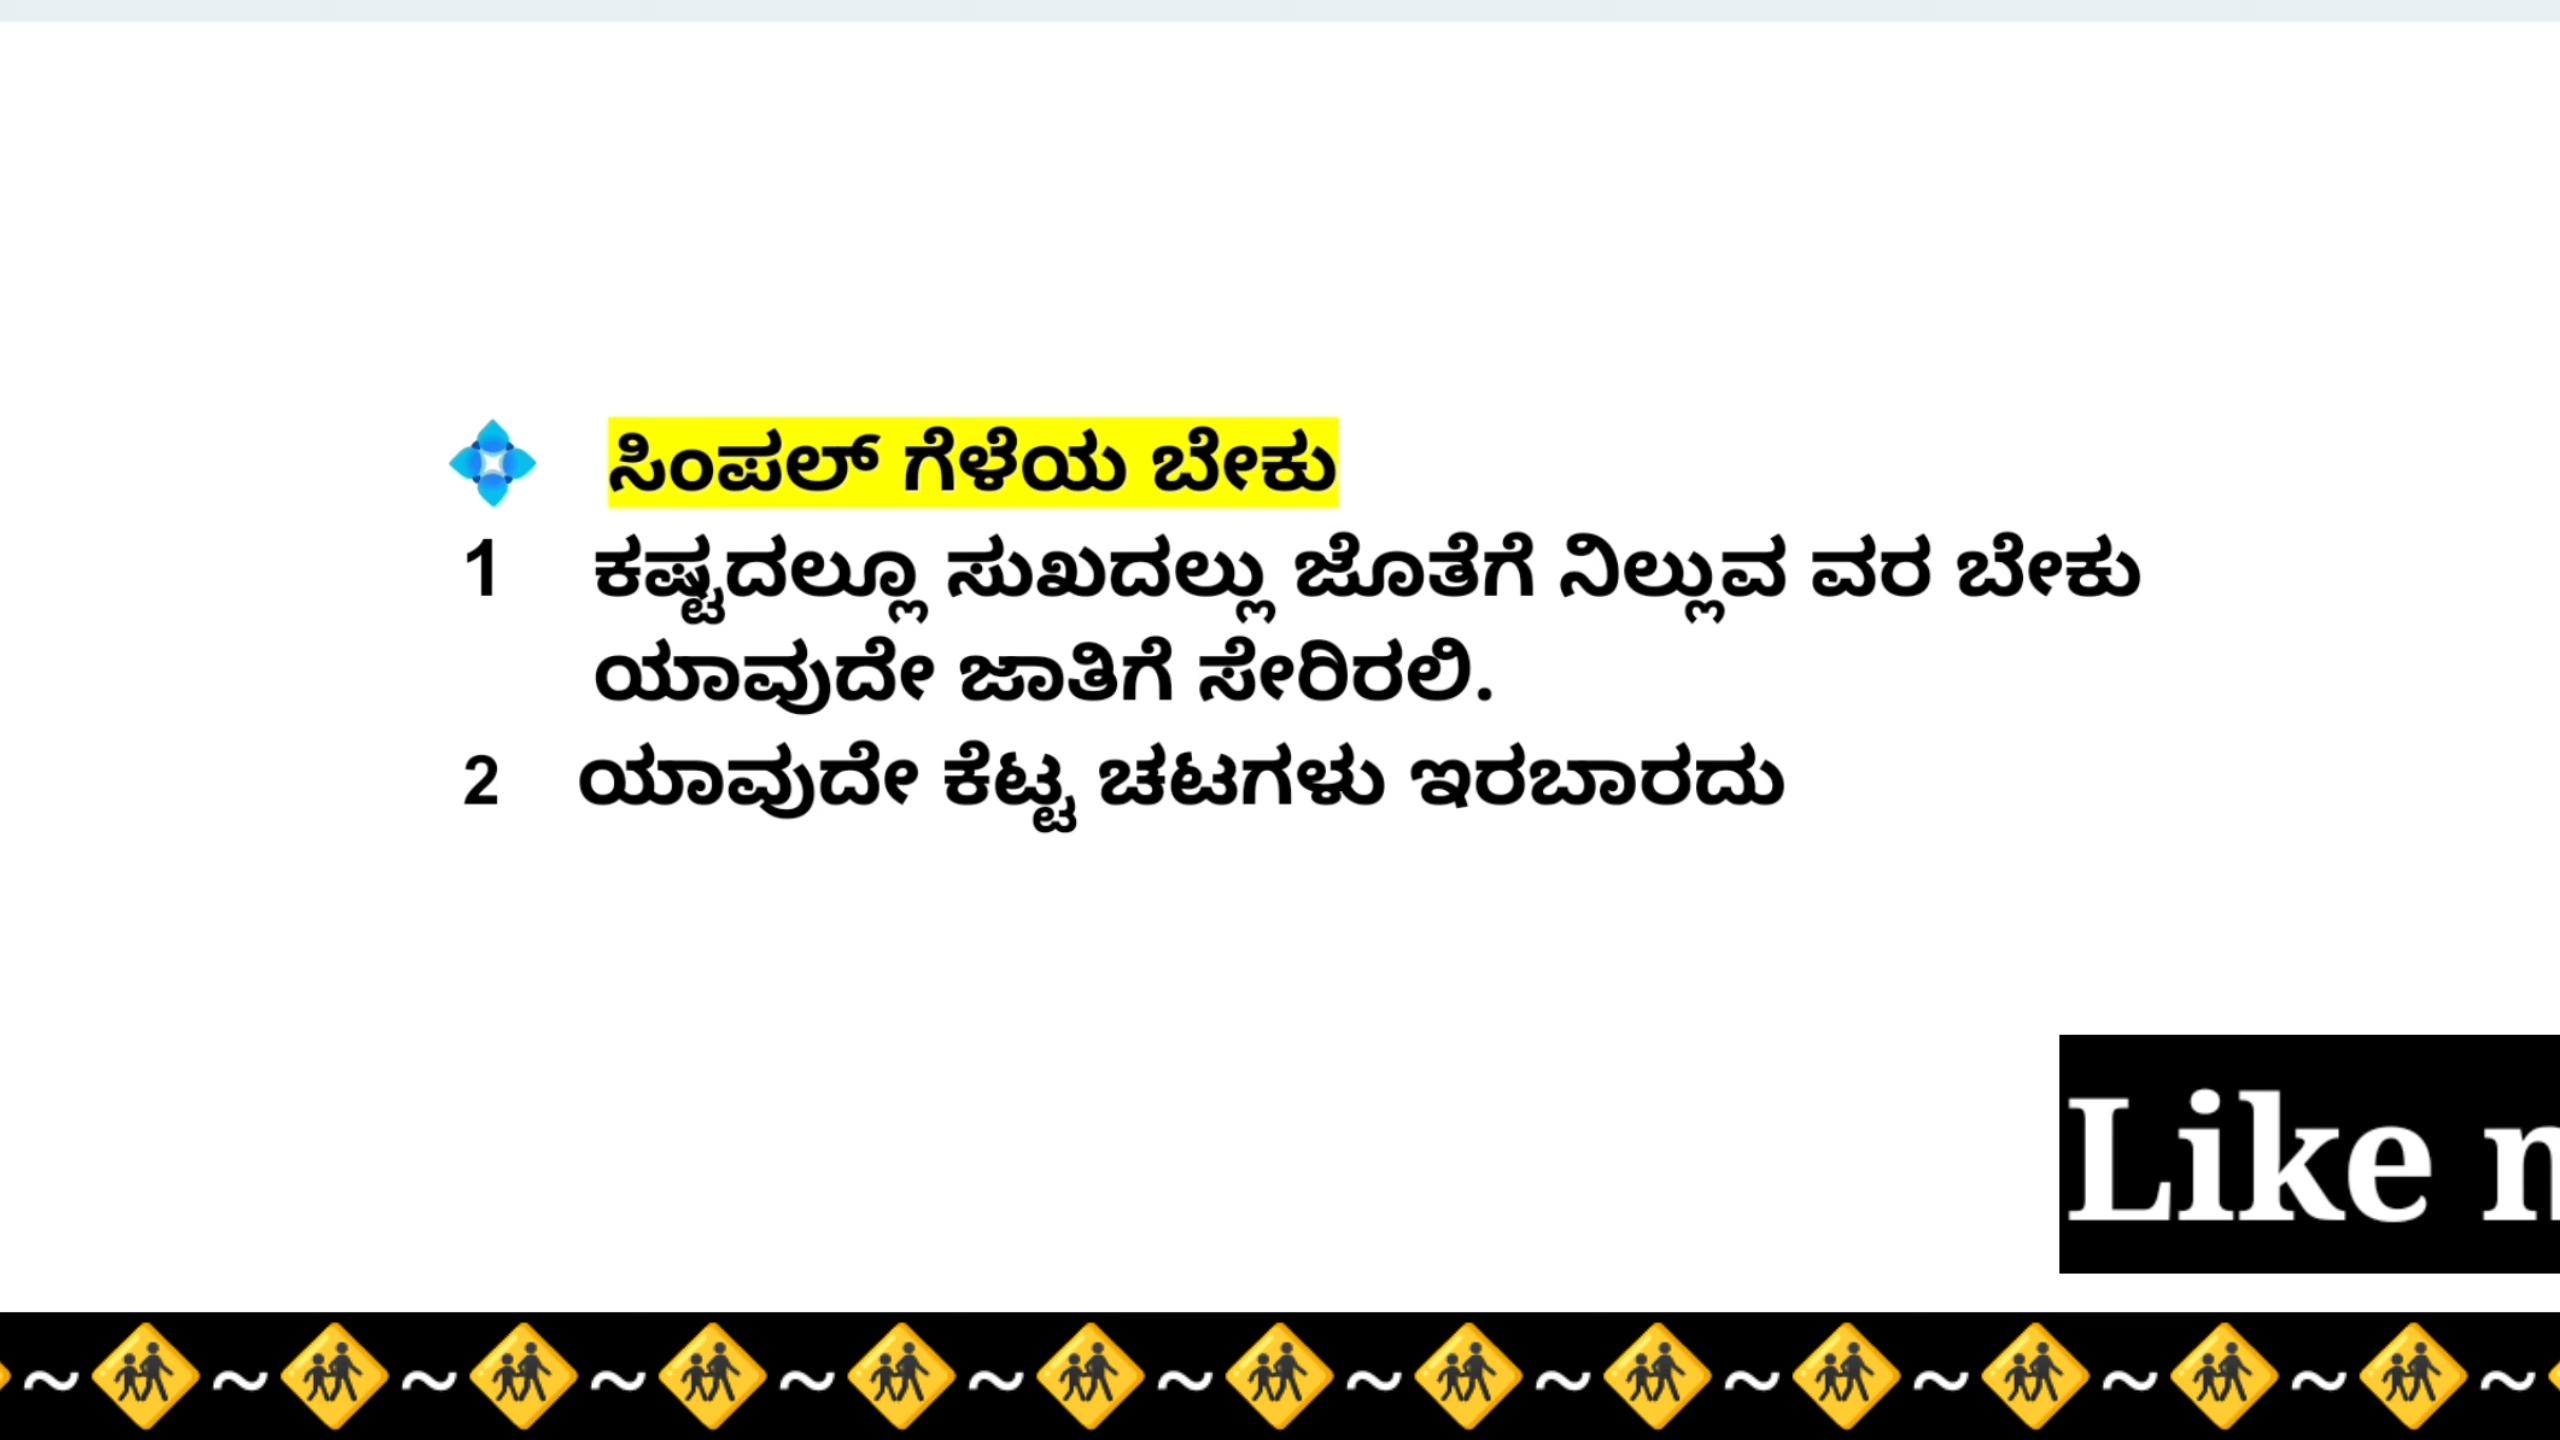 ಸಿಂಪಲ್ ಗೆಳೆಯ ಬೇಕು
1 ಕಷ್ಟದಲ್ಲೂ ಸುಖದಲ್ಲು ಜೊತೆಗೆ ನಿಲ್ಲುವ ವರ ಬೇಕು
ಯಾವುದೇ ಜಾತಿಗೆ ಸೇರಿರಲಿ.
2 ಯಾವುದೇ ಕೆಟ್ಟ ಚಟಗಳು ಇರಬಾರದು
Like